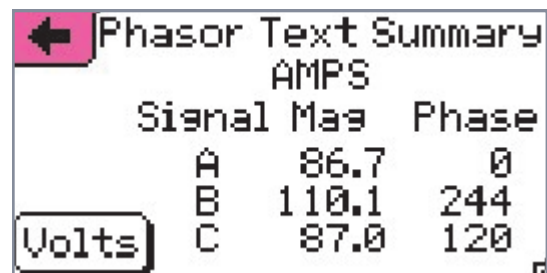 Phasor Text Summary
AMPS
Signal Mag Phase
A 86.7 0
B 110.1 244
C 87.0 120
Volts